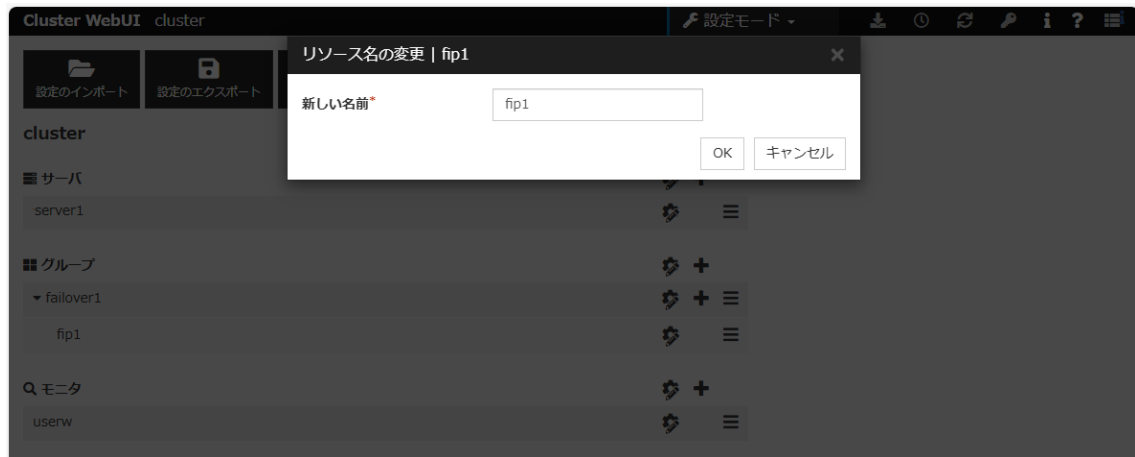 Cluster WebUI cluster 設定モード
リソース名の変更 | fip1
設定のインポート 設定のエクスポート
新しい名前* fip1
OK キャンセル
cluster
サーバ
server1
グループ
failover1
fip1
モニタ
userw